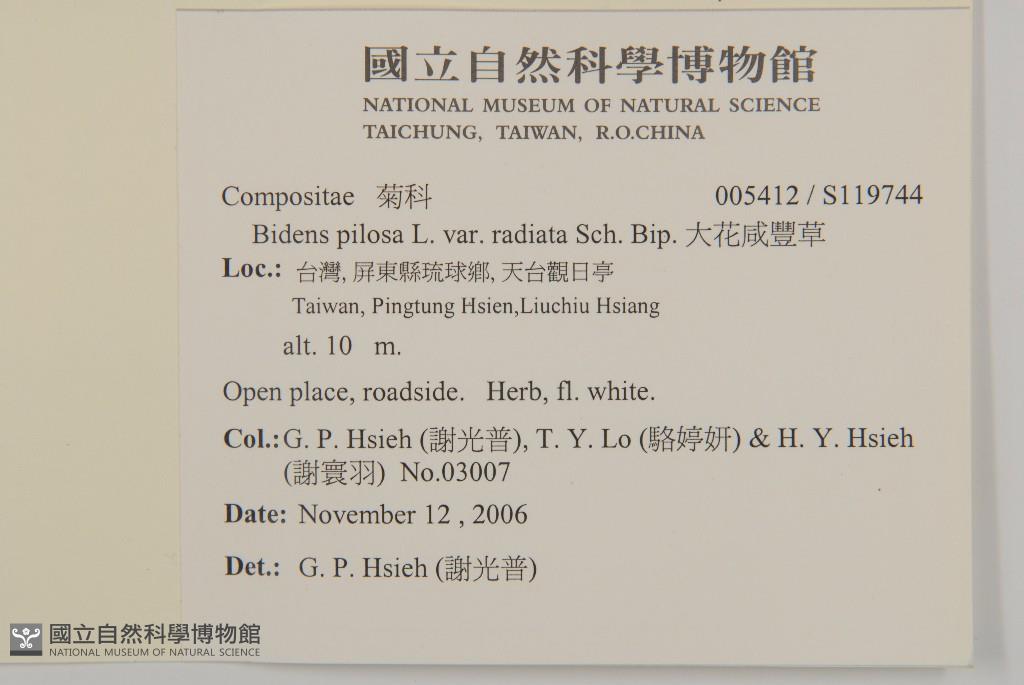 國立自然科學博物館
NATIONAL MUSEUM OF NATURAL SCIENCE
TAICHUNG, TAIWAN, R.O.CHINA
Compositae 菊科 005412 / S119744
Bidens pilosa L. var. radiata Sch. Bip. 大花咸豐草
Loc.: 台灣, 屏東縣琉球鄉, 天台觀日亭
Taiwan, Pingtung Hsien,Liuchiu Hsiang
alt. 10 m.
Open place, roadside. Herb, fl. white.
Col.: G. P. Hsieh (謝光普), T. Y. Lo (駱婷妍) & H. Y. Hsieh
(謝寰羽) No.03007
Date: November 12 , 2006
Det.: G. P. Hsieh (謝光普)
國立自然科學博物館
NATIONAL MUSEUM OF NATURAL SCIENCE